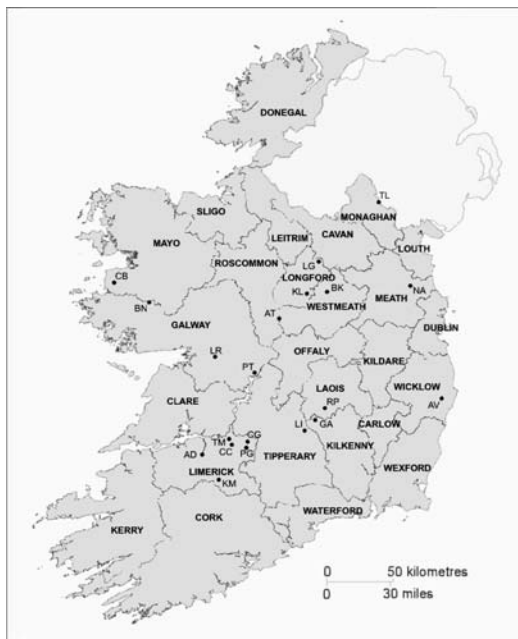 DONEGAL
TL
MONAGHAN
SLIGO
LEITRIM
CAVAN
MAYO
LOUTH
ROSCOMMON
LG
LONGFORD
CB
KL
BK
MEATH
NA
WESTMEATH
BN
AT
GALWAY
DUBLIN
OFFALY
LR
KILDARE
PT
LAOIS
WICKLOW
CLARE
RP
AV
GA
CARLOW
LI
TM
CG
CC
PG
KILKENNY
AD
TIPPERARY
LIMERICK
WEXFORD
KM
WATERFORD
CORK
KERRY
0 50 kilometres
0 30 miles